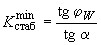 K_стаб^min = tg φ_W / tg α